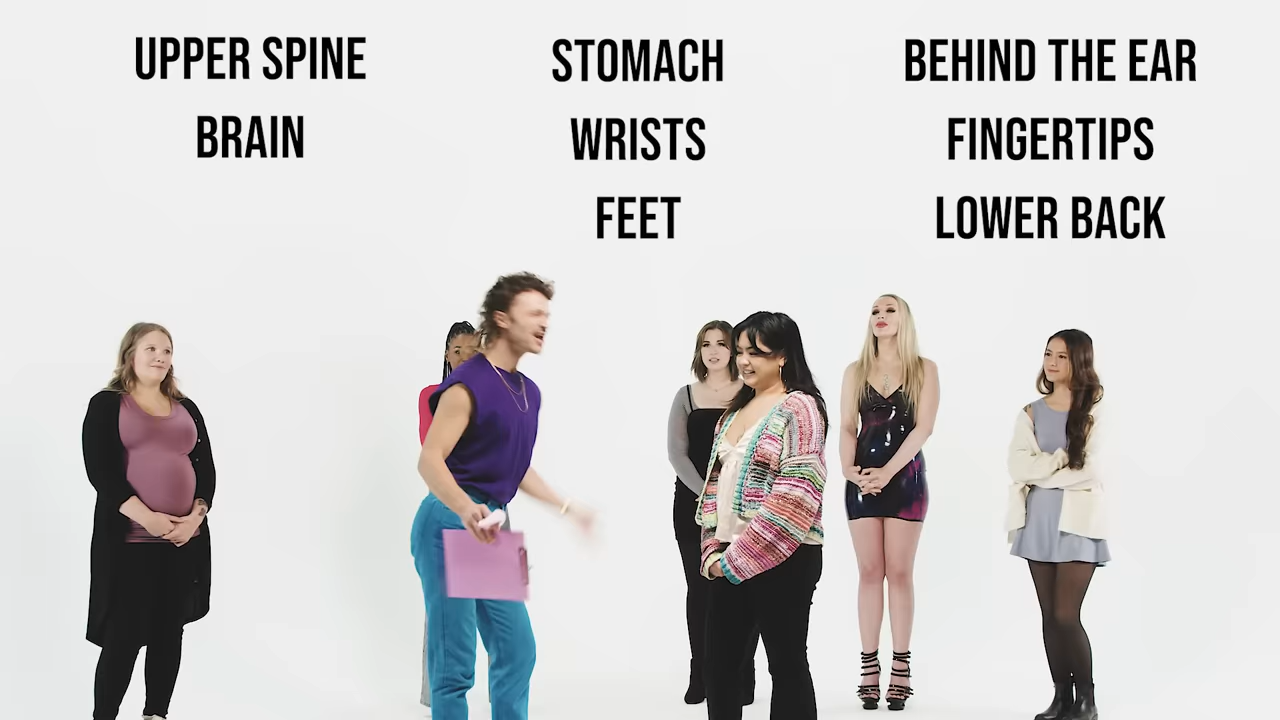 UPPER SPINE
BRAIN
STOMACH
WRISTS
FEET
BEHIND THE EAR
FINGERTIPS
LOWER BACK